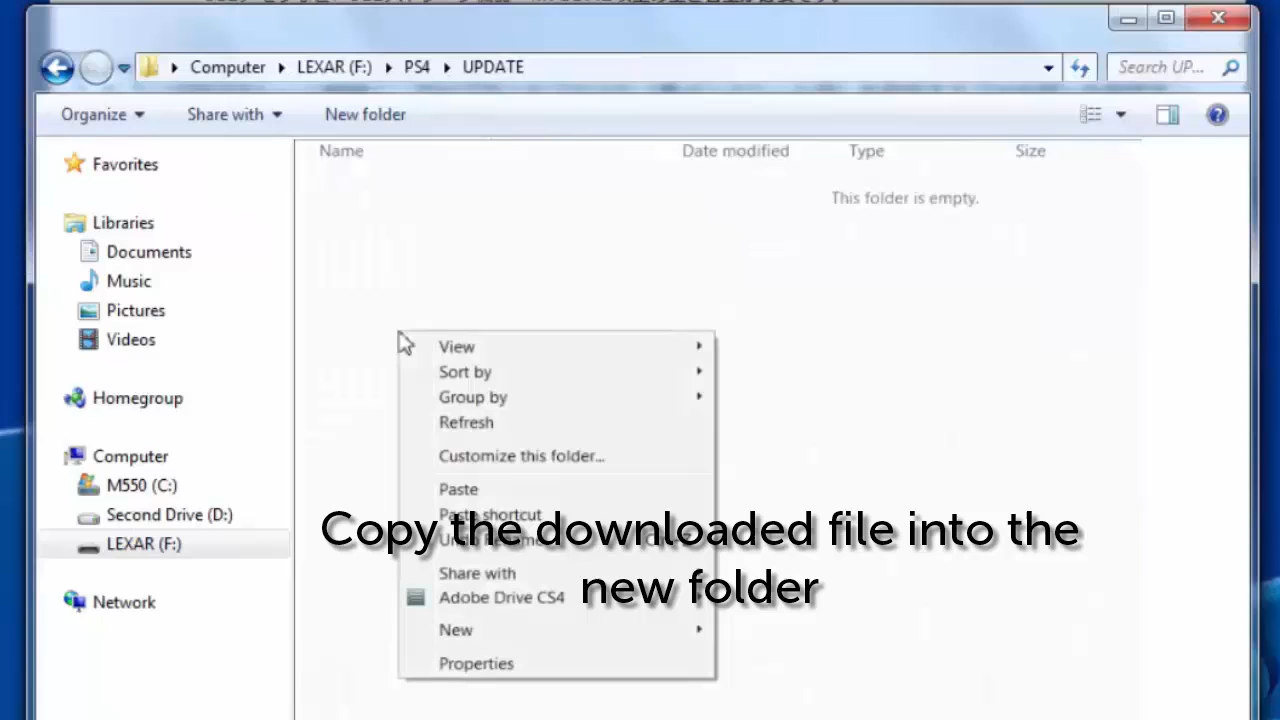 Computer ▸ LEXAR (F:) ▸ PS4 ▸ UPDATE
Search UP...
Organize Share with New folder
Name Date modified Type Size
This folder is empty.
Favorites
Libraries
Documents
Music
Pictures
Videos
Homegroup
Computer
M550 (C:)
Second Drive (D:)
LEXAR (F:)
Network
View
Sort by
Group by
Refresh
Customize this folder...
Paste
Paste shortcut
Share with
Adobe Drive CS4
New
Properties
Copy the downloaded file into the
new folder